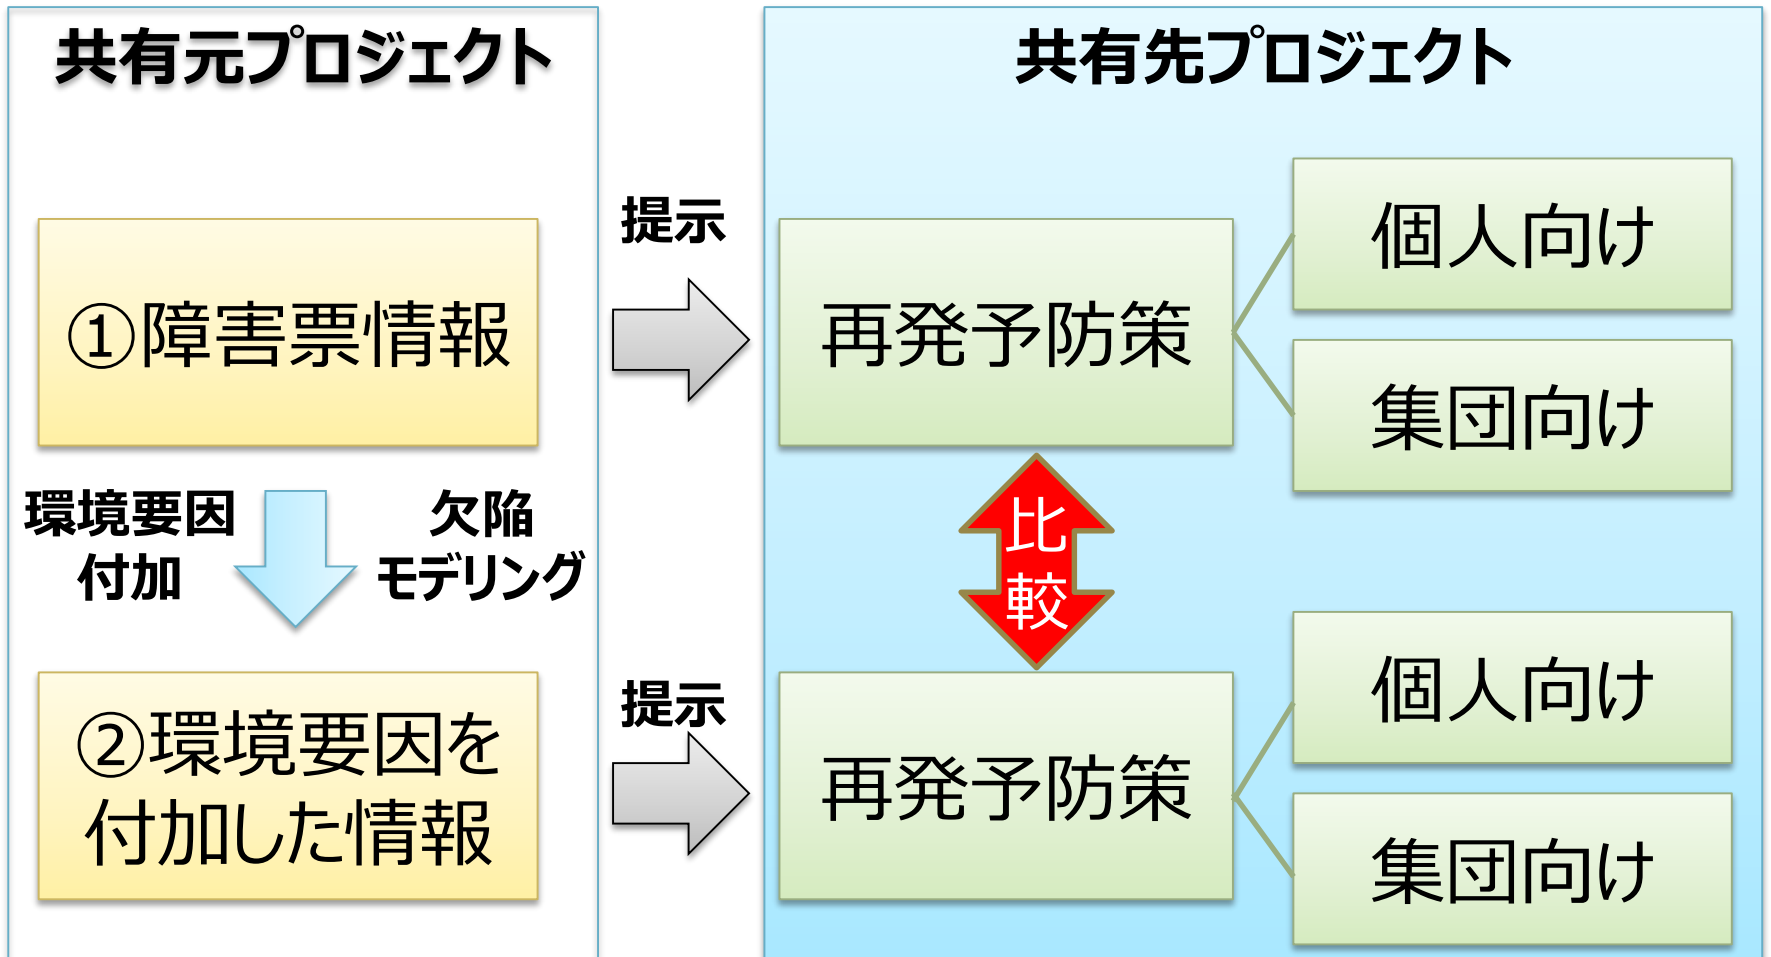 共有元プロジェクト
①障害票情報
環境要因
付加
欠陥
モデリング
②環境要因を
付加した情報
提示
提示
共有先プロジェクト
再発予防策
個人向け
集団向け
比
較
再発予防策
個人向け
集団向け